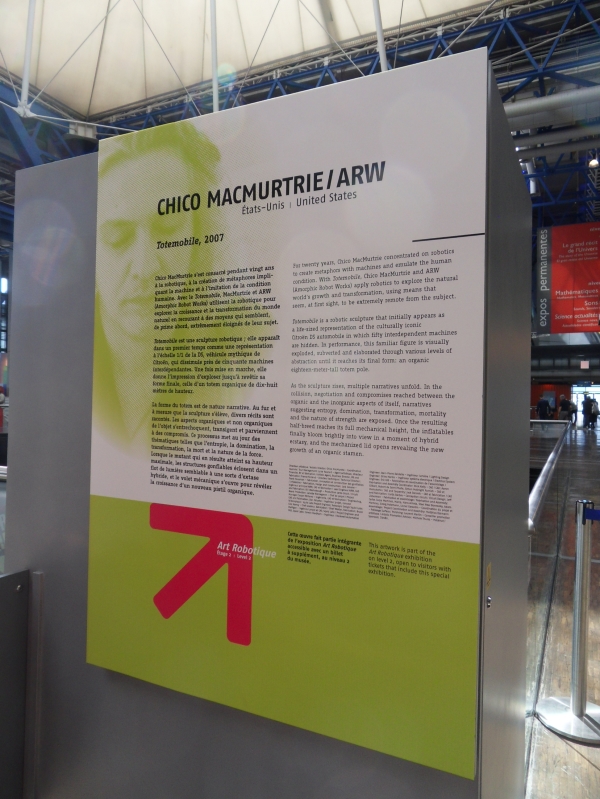 CHICO MACMURTRIE/ARW
États-Unis | United States
Totemobile, 2007
Chico MacMurtrie s'est consacré pendant vingt ans
à la robotique, à la création de métaphores impli-
quant la machine et à l'imitation de la condition
humaine. Avec le Totemobile, MacMurtrie et ARW
(Amorphic Robot Works) utilisent la robotique pour
explorer la croissance et la transformation du monde
naturel en recourant à des moyens qui semblent,
de prime abord, extrêmement éloignés de leur sujet.
Totemobile est une sculpture robotique ; elle apparaît
dans un premier temps comme une représentation
à l'échelle 1/1 de la DS, véhicule mythique de
Citroën, qui dissimule près de cinquante machines
interdépendantes. Une fois mise en marche, elle
donne l'impression d'exploser jusqu'à revêtir sa
forme finale, celle d'un totem organique de dix-huit
mètres de hauteur.
La forme du totem est de nature narrative. Au fur et
à mesure que la sculpture s'élève, divers récits sont
racontés. Les aspects organiques et non organiques
de l'objet s'entrechoquent, transigent et parviennent
à des compromis. Ce processus met au jour des
thématiques telles que l'entropie, la domination, la
transformation, la mort et la nature de la force.
Lorsque le mutant qui en résulte atteint sa hauteur
maximale, les structures gonflables éclosent dans un
flot de lumière semblable à une sorte d'extase
hybride, et le volet mécanique s'ouvre pour révéler
la naissance d'un nouveau pistil organique.
For twenty years, Chico MacMurtrie concentrated on robotics
to create metaphors with machines and emulate the human
condition. With Totemobile, Chico MacMurtrie and ARW
(Amorphic Robot Works) apply robotics to explore the natural
world's growth and transformation, using means that
seem, at first sight, to be extremely remote from the subject.
Totemobile is a robotic sculpture that initially appears as
a life-sized representation of the culturally iconic
Citroën DS automobile in which fifty interdependent machines
are hidden. In performance, this familiar figure is visually
exploded, subverted and elaborated through various levels of
abstraction until it reaches its final form: an organic
eighteen-meter-tall totem pole.
As the sculpture rises, multiple narratives unfold. In the
collision, negotiation and compromises reached between the
organic and the inorganic aspects of itself, narratives
suggesting entropy, domination, transformation, mortality
and the nature of strength are exposed. Once the resulting
half-breed reaches its full mechanical height, the inflatables
finally bloom brightly into view in a moment of hybrid
ecstasy, and the mechanized lid opens revealing the new
growth of an organic stamen.
Art Robotique
Étage 2 | Level 2
Cette œuvre fait partie intégrante
de l'exposition Art Robotique
accessible avec un billet
à supplément, au niveau 2
du musée.
This artwork is part of the
Art Robotique exhibition
on level 2, open to visitors with
tickets that include this special
exhibition.
expos permanentes
Le grand récit
de l'Univers
Mathématiques
Sons
Science actualités